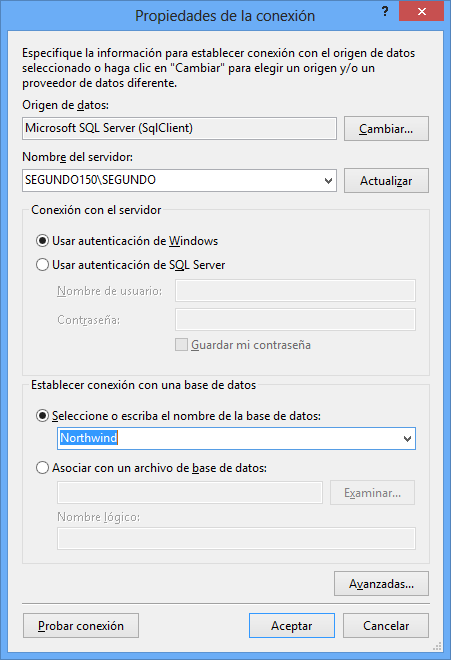 Propiedades de la conexión
?
Especifique la información para establecer conexión con el origen de datos
seleccionado o haga clic en "Cambiar" para elegir un origen y/o un
proveedor de datos diferente.
Origen de datos:
Microsoft SQL Server (SqlClient)
Cambiar...
Nombre del servidor:
SEGUNDO150\SEGUNDO
Actualizar
Conexión con el servidor
Usar autenticación de Windows
Usar autenticación de SQL Server
Nombre de usuario:
Contraseña:
Guardar mi contraseña
Establecer conexión con una base de datos
Seleccione o escriba el nombre de la base de datos:
Northwind
Asociar con un archivo de base de datos:
Examinar...
Nombre lógico:
Avanzadas...
Probar conexión
Aceptar
Cancelar